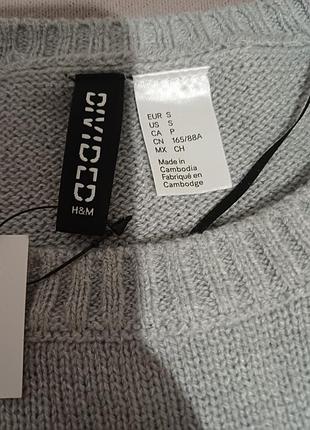 DIVIDED
H&M
EUR S
US S
CA P
CN 165/88A
MX CH
Made in
Cambodia
Fabriqué en
Cambodge